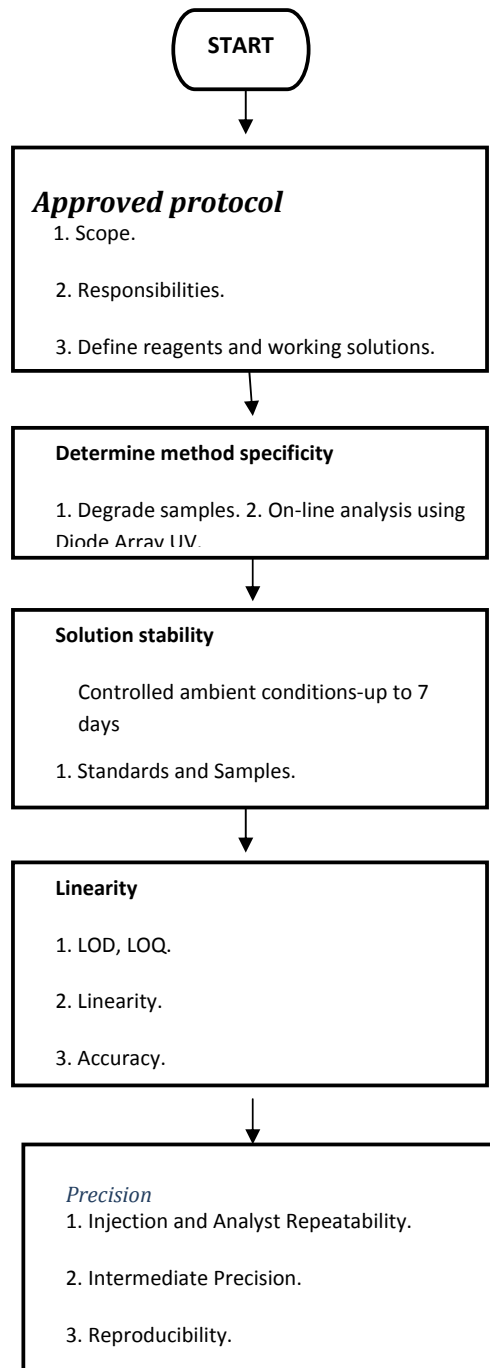 START
Approved protocol
1. Scope.
2. Responsibilities.
3. Define reagents and working solutions.
Determine method specificity
1. Degrade samples. 2. On-line analysis using
Diode Array UV.
Solution stability
Controlled ambient conditions-up to 7
days
1. Standards and Samples.
Linearity
1. LOD, LOQ.
2. Linearity.
3. Accuracy.
Precision
1. Injection and Analyst Repeatability.
2. Intermediate Precision.
3. Reproducibility.